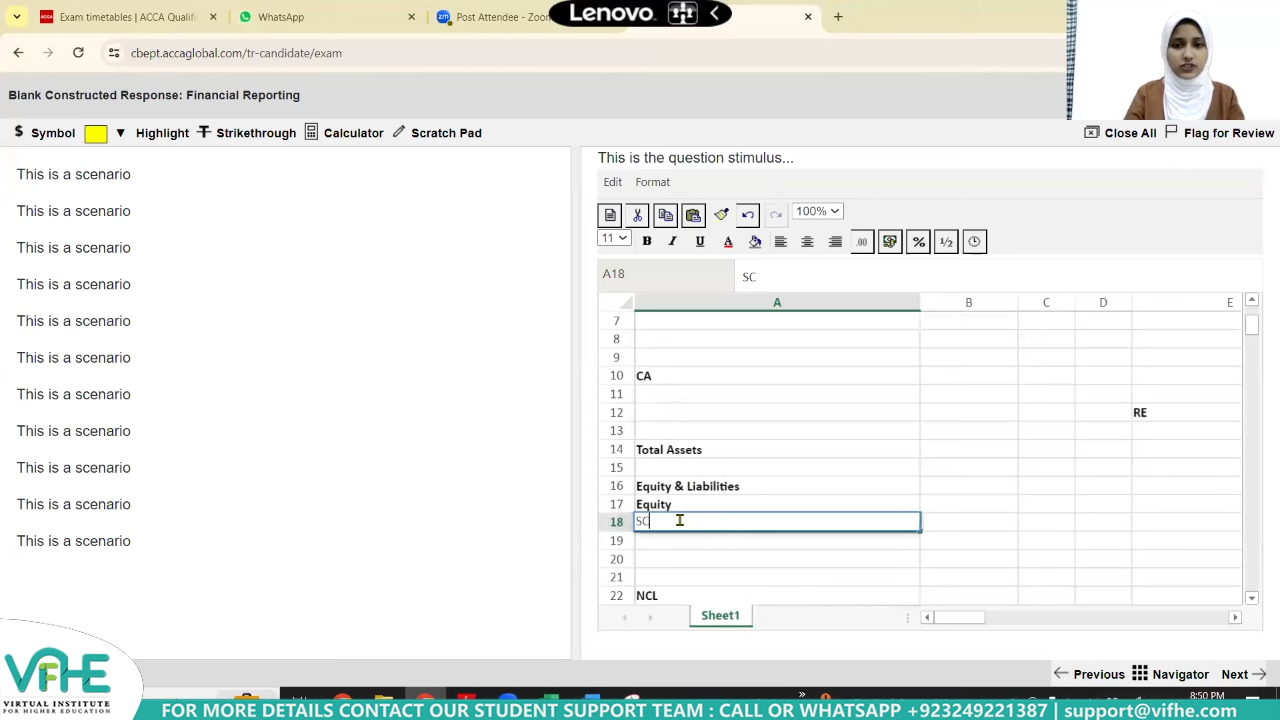 Exam timetables | ACCA Qualifi
WhatsApp
Post Attendee - Zoom
Lenovo
cbept.accaglobal.com/tr-candidate/exam
Blank Constructed Response: Financial Reporting
$ Symbol Highlight Strikethrough Calculator Scratch Pad
Close All Flag for Review
This is a scenario
This is a scenario
This is a scenario
This is a scenario
This is a scenario
This is a scenario
This is a scenario
This is a scenario
This is a scenario
This is a scenario
This is a scenario
This is the question stimulus...
Edit Format
100%
11 B I U A .00 % 1/2
A18 SC
A B C D E
7
8
9
10 CA
11
12 RE
13
14 Total Assets
15
16 Equity & Liabilities
17 Equity
18 SC
19
20
21
22 NCL
Sheet1
Previous Navigator Next
8:50 PM
VFHE
VIRTUAL INSTITUTE
FOR HIGHER EDUCATION
FOR MORE DETAILS CONTACT OUR STUDENT SUPPORT TEAM : CALL OR WHATSAPP +923249221387 | support@vifhe.com